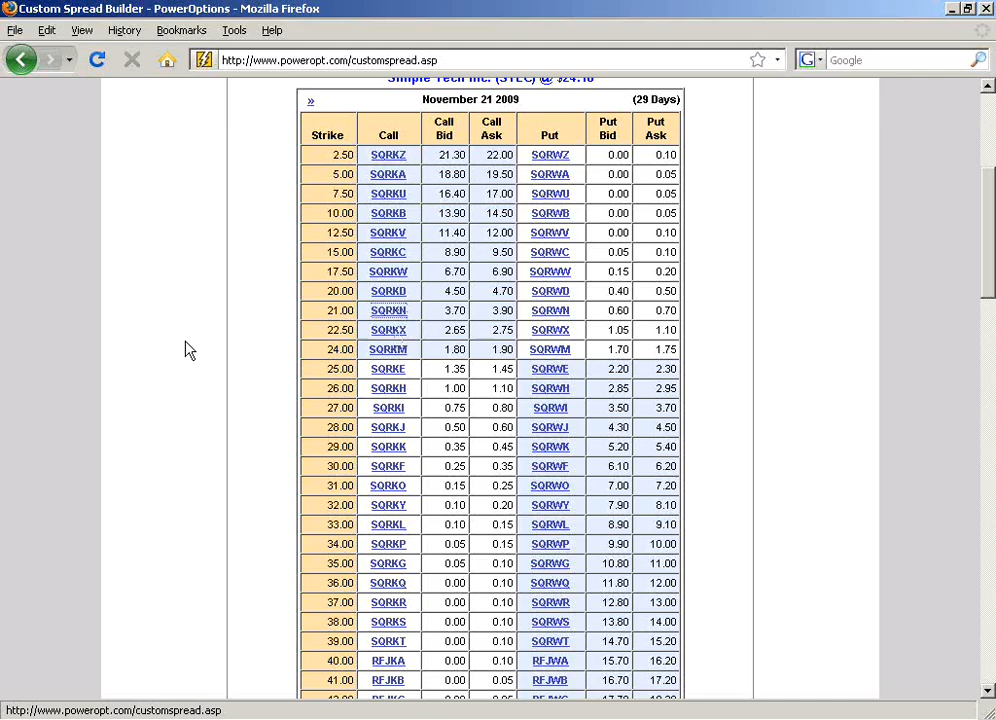 Custom Spread Builder - PowerOptions - Mozilla Firefox
File Edit View History Bookmarks Tools Help
http://www.poweropt.com/customspread.asp Google
Simple Tech Inc. (STEC) @ $24.16
» November 21 2009 (29 Days)
Strike Call Call Bid Call Ask Put Put Bid Put Ask
2.50 SQRKZ 21.30 22.00 SQRWZ 0.00 0.10
5.00 SQRKA 18.80 19.50 SQRWA 0.00 0.05
7.50 SQRKU 16.40 17.00 SQRWU 0.00 0.05
10.00 SQRKB 13.90 14.50 SQRWB 0.00 0.05
12.50 SQRKV 11.40 12.00 SQRWV 0.00 0.10
15.00 SQRKC 8.90 9.50 SQRWC 0.05 0.10
17.50 SQRKW 6.70 6.90 SQRWW 0.15 0.20
20.00 SQRKD 4.50 4.70 SQRWD 0.40 0.50
21.00 SQRKN 3.70 3.90 SQRWN 0.60 0.70
22.50 SQRKX 2.65 2.75 SQRWX 1.05 1.10
24.00 SQRKM 1.80 1.90 SQRWM 1.70 1.75
25.00 SQRKE 1.35 1.45 SQRWE 2.20 2.30
26.00 SQRKH 1.00 1.10 SQRWH 2.85 2.95
27.00 SQRKI 0.75 0.80 SQRWI 3.50 3.70
28.00 SQRKJ 0.50 0.60 SQRWJ 4.30 4.50
29.00 SQRKK 0.35 0.45 SQRWK 5.20 5.40
30.00 SQRKF 0.25 0.35 SQRWF 6.10 6.20
31.00 SQRKO 0.15 0.25 SQRWO 7.00 7.20
32.00 SQRKY 0.10 0.20 SQRWY 7.90 8.10
33.00 SQRKL 0.10 0.15 SQRWL 8.90 9.10
34.00 SQRKP 0.05 0.15 SQRWP 9.90 10.00
35.00 SQRKG 0.05 0.10 SQRWG 10.80 11.00
36.00 SQRKQ 0.00 0.10 SQRWQ 11.80 12.00
37.00 SQRKR 0.00 0.10 SQRWR 12.80 13.00
38.00 SQRKS 0.00 0.10 SQRWS 13.80 14.00
39.00 SQRKT 0.00 0.10 SQRWT 14.70 15.20
40.00 RFJKA 0.00 0.10 RFJWA 15.70 16.20
41.00 RFJKB 0.00 0.05 RFJWB 16.70 17.20
http://www.poweropt.com/customspread.asp